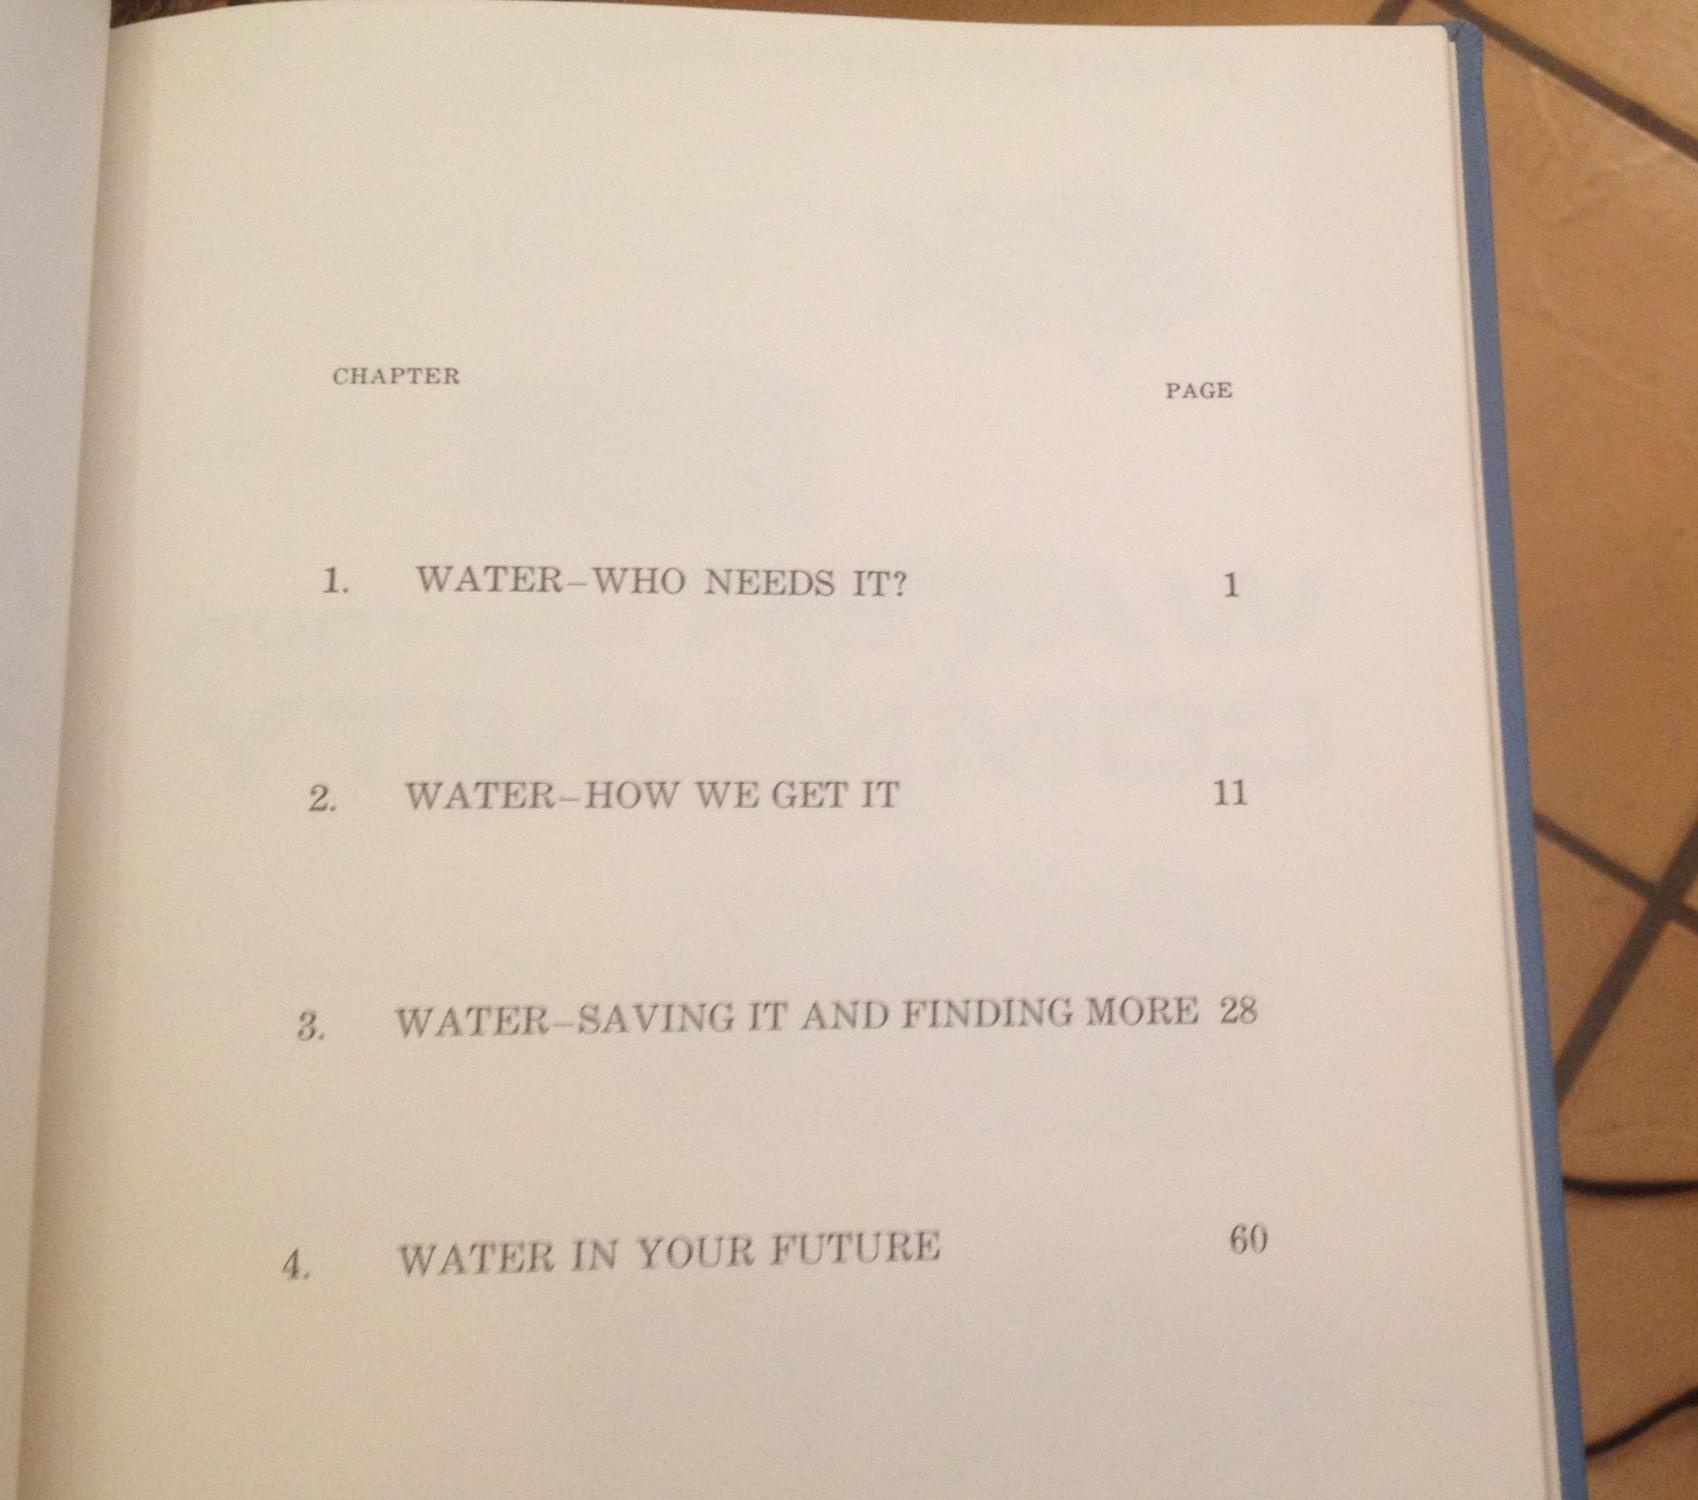 CHAPTER PAGE
1. WATER–WHO NEEDS IT? 1
2. WATER–HOW WE GET IT 11
3. WATER–SAVING IT AND FINDING MORE 28
4. WATER IN YOUR FUTURE 60